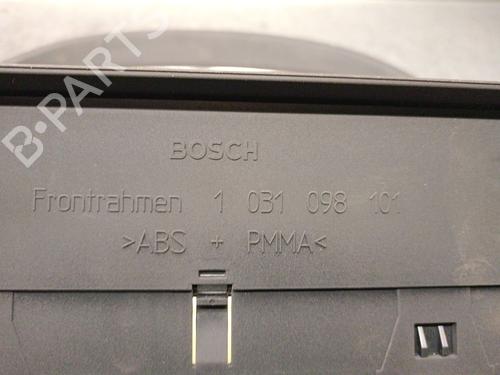 B-PARTS
BOSCH
Frontrahmen 1 031 098 101
>ABS + PMMA<